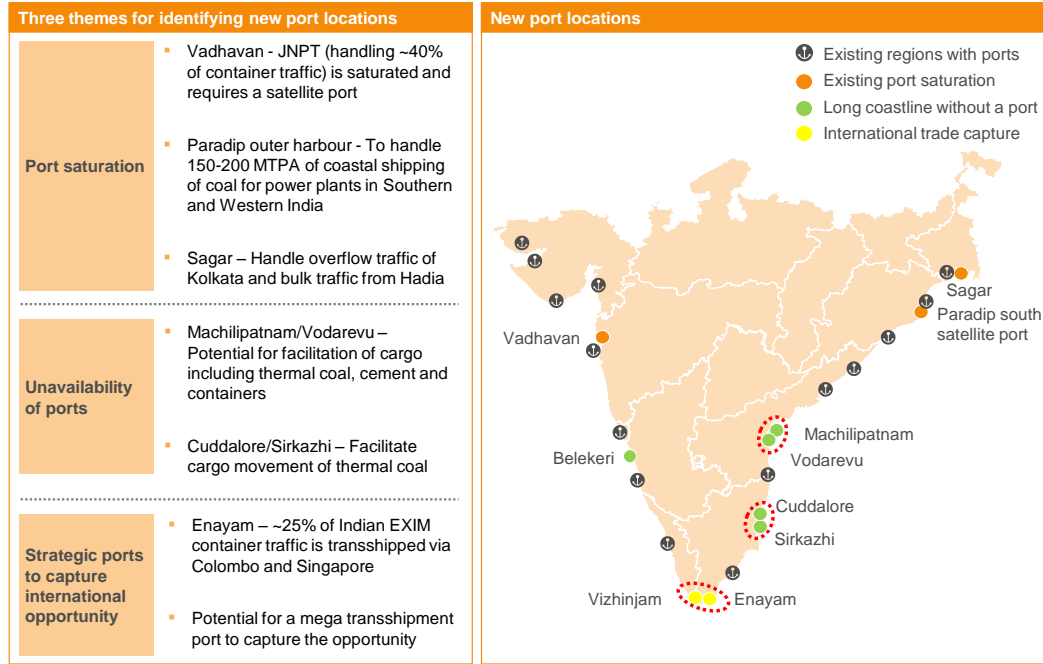 Three themes for identifying new port locations
Port saturation
▪ Vadhavan - JNPT (handling ~40%
of container traffic) is saturated and
requires a satellite port
▪ Paradip outer harbour - To handle
150-200 MTPA of coastal shipping
of coal for power plants in Southern
and Western India
▪ Sagar – Handle overflow traffic of
Kolkata and bulk traffic from Hadia
Unavailability
of ports
▪ Machilipatnam/Vodarevu –
Potential for facilitation of cargo
including thermal coal, cement and
containers
▪ Cuddalore/Sirkazhi – Facilitate
cargo movement of thermal coal
Strategic ports
to capture
international
opportunity
▪ Enayam – ~25% of Indian EXIM
container traffic is transshipped via
Colombo and Singapore
▪ Potential for a mega transshipment
port to capture the opportunity
New port locations
Existing regions with ports
Existing port saturation
Long coastline without a port
International trade capture
Sagar
Paradip south
satellite port
Vadhavan
Machilipatnam
Vodarevu
Belekeri
Cuddalore
Sirkazhi
Vizhinjam
Enayam